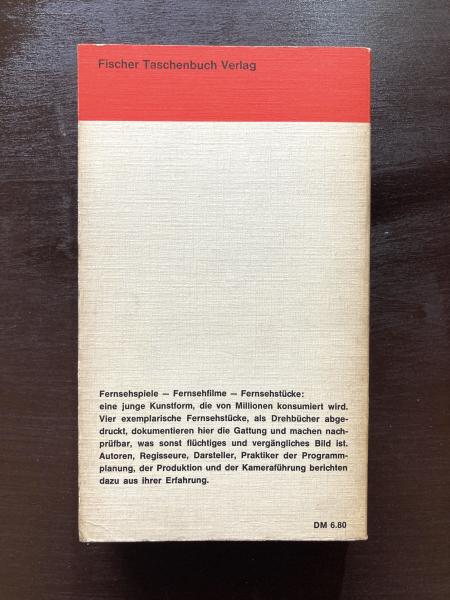 Fischer Taschenbuch Verlag
Fernsehspiele — Fernsehfilme — Fernsehstücke:
eine junge Kunstform, die von Millionen konsumiert wird.
Vier exemplarische Fernsehstücke, als Drehbücher abge-
druckt, dokumentieren hier die Gattung und machen nach-
prüfbar, was sonst flüchtiges und vergängliches Bild ist.
Autoren, Regisseure, Darsteller, Praktiker der Programm-
planung, der Produktion und der Kameraführung berichten
dazu aus ihrer Erfahrung.
DM 6.80